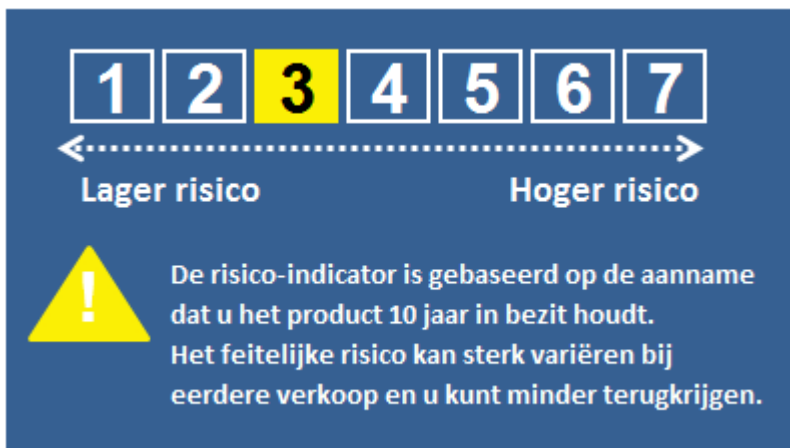 1 2 3 4 5 6 7
Lager risico Hoger risico
!
De risico-indicator is gebaseerd op de aanname
dat u het product 10 jaar in bezit houdt.
Het feitelijke risico kan sterk variëren bij
eerdere verkoop en u kunt minder terugkrijgen.